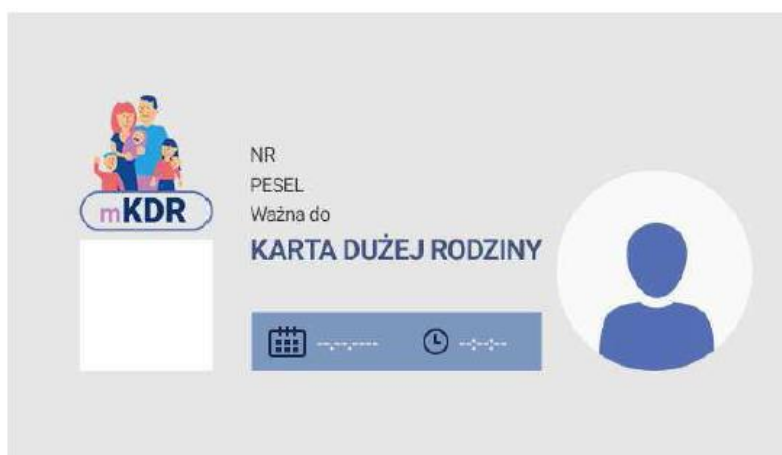 mKDR
NR
PESEL
Ważna do
KARTA DUŻEJ RODZINY
--.--.---- --:--:--